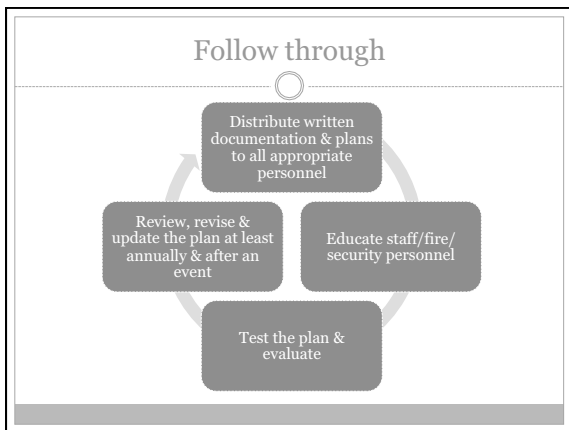 Follow through
Distribute written
documentation & plans
to all appropriate
personnel
Review, revise &
update the plan at least
annually & after an
event
Educate staff/fire/
security personnel
Test the plan &
evaluate